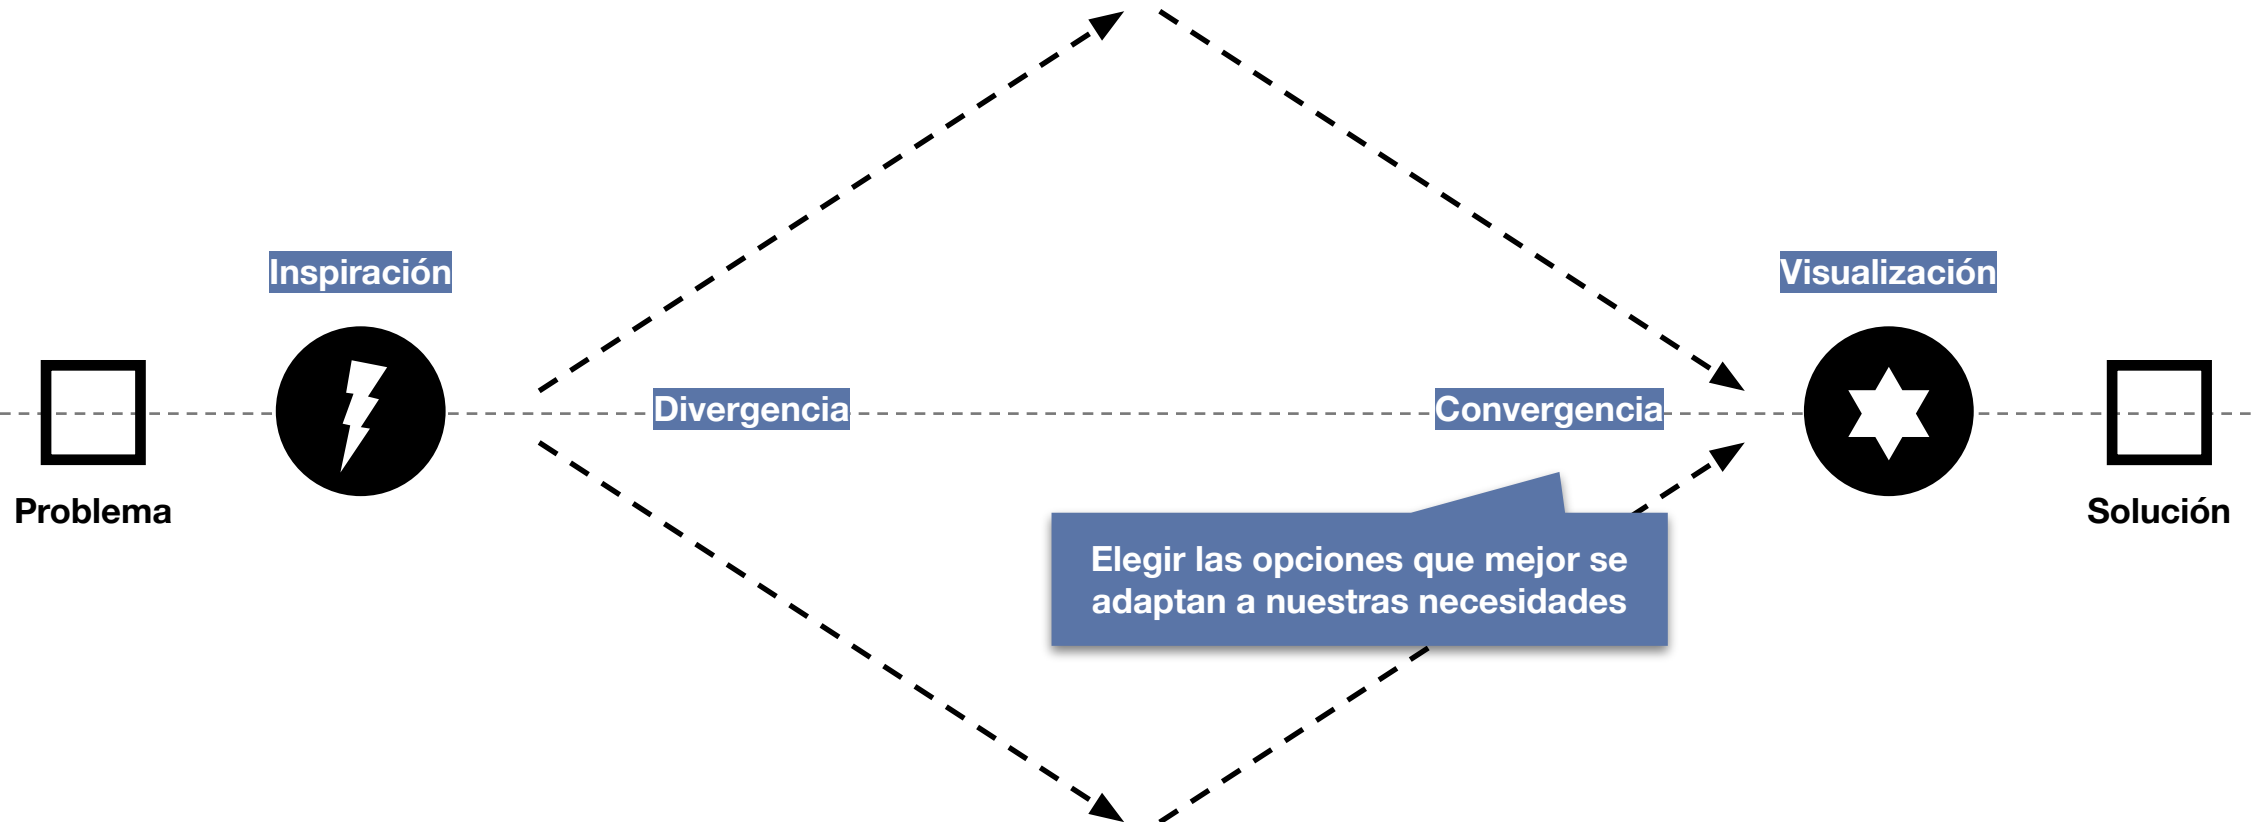 Inspiración
Visualización
Divergencia
Convergencia
Problema
Solución
Elegir las opciones que mejor se
adaptan a nuestras necesidades